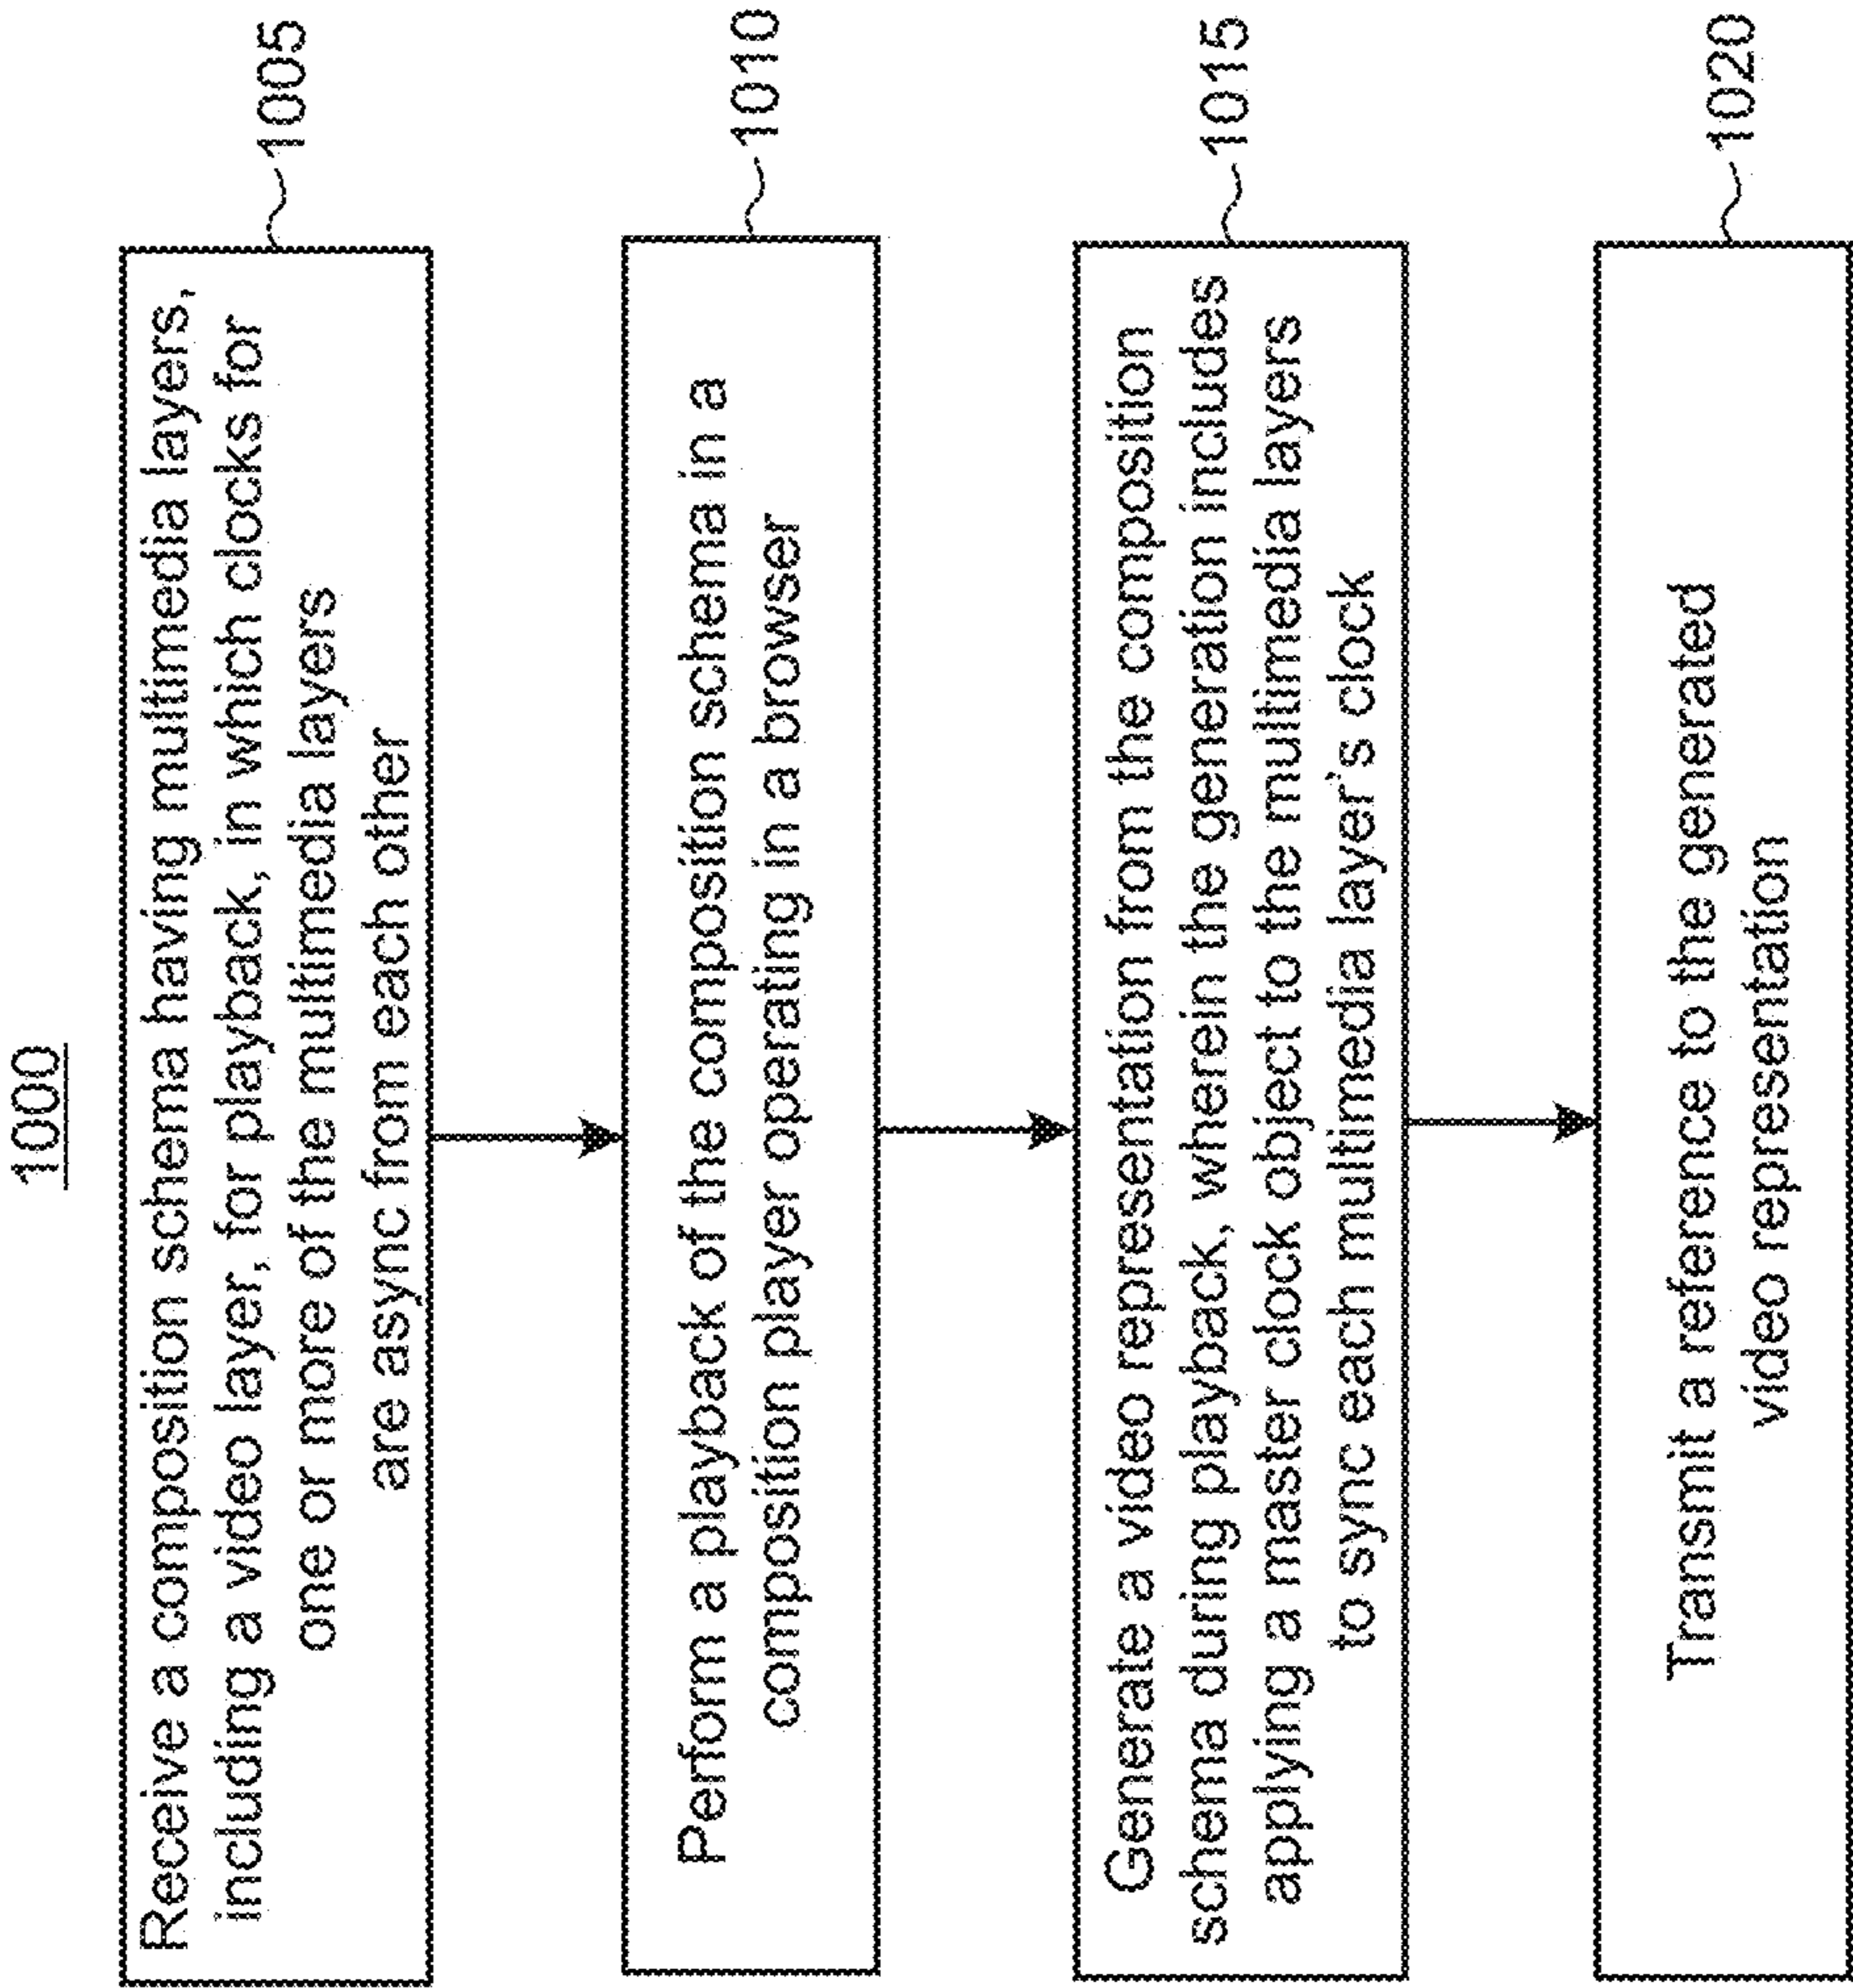 1000
Receive a composition schema having multimedia layers,
including a video layer, for playback, in which clocks for
one or more of the multimedia layers
are async from each other
1005
Perform a playback of the composition schema in a
composition player operating in a browser
1010
Generate a video representation from the composition
schema during playback, wherein the generation includes
applying a master clock object to the multimedia layers
to sync each multimedia layer`s clock
1015
Transmit a reference to the generated
video representation
1020